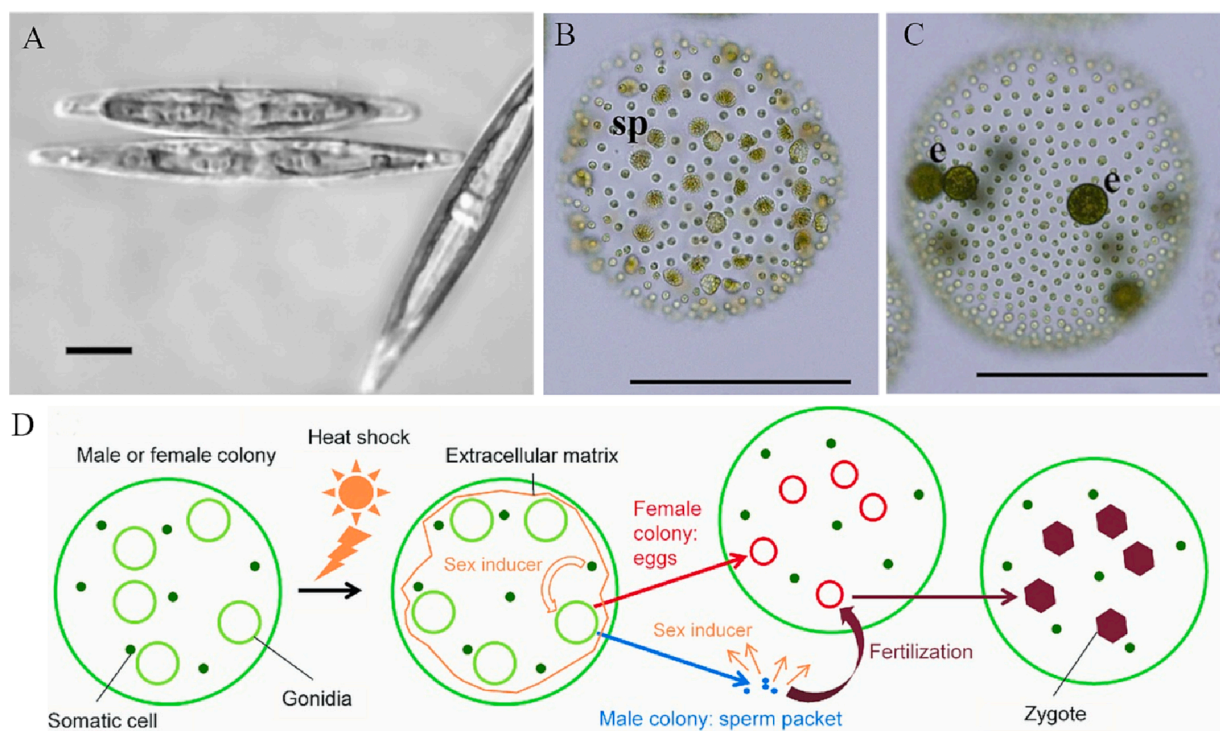 A
B
sp
C
e
e
D
Male or female colony
Heat shock
Extracellular matrix
Sex inducer
Female
colony:
eggs
Sex inducer
Fertilization
Somatic cell
Gonidia
Male colony: sperm packet
Zygote